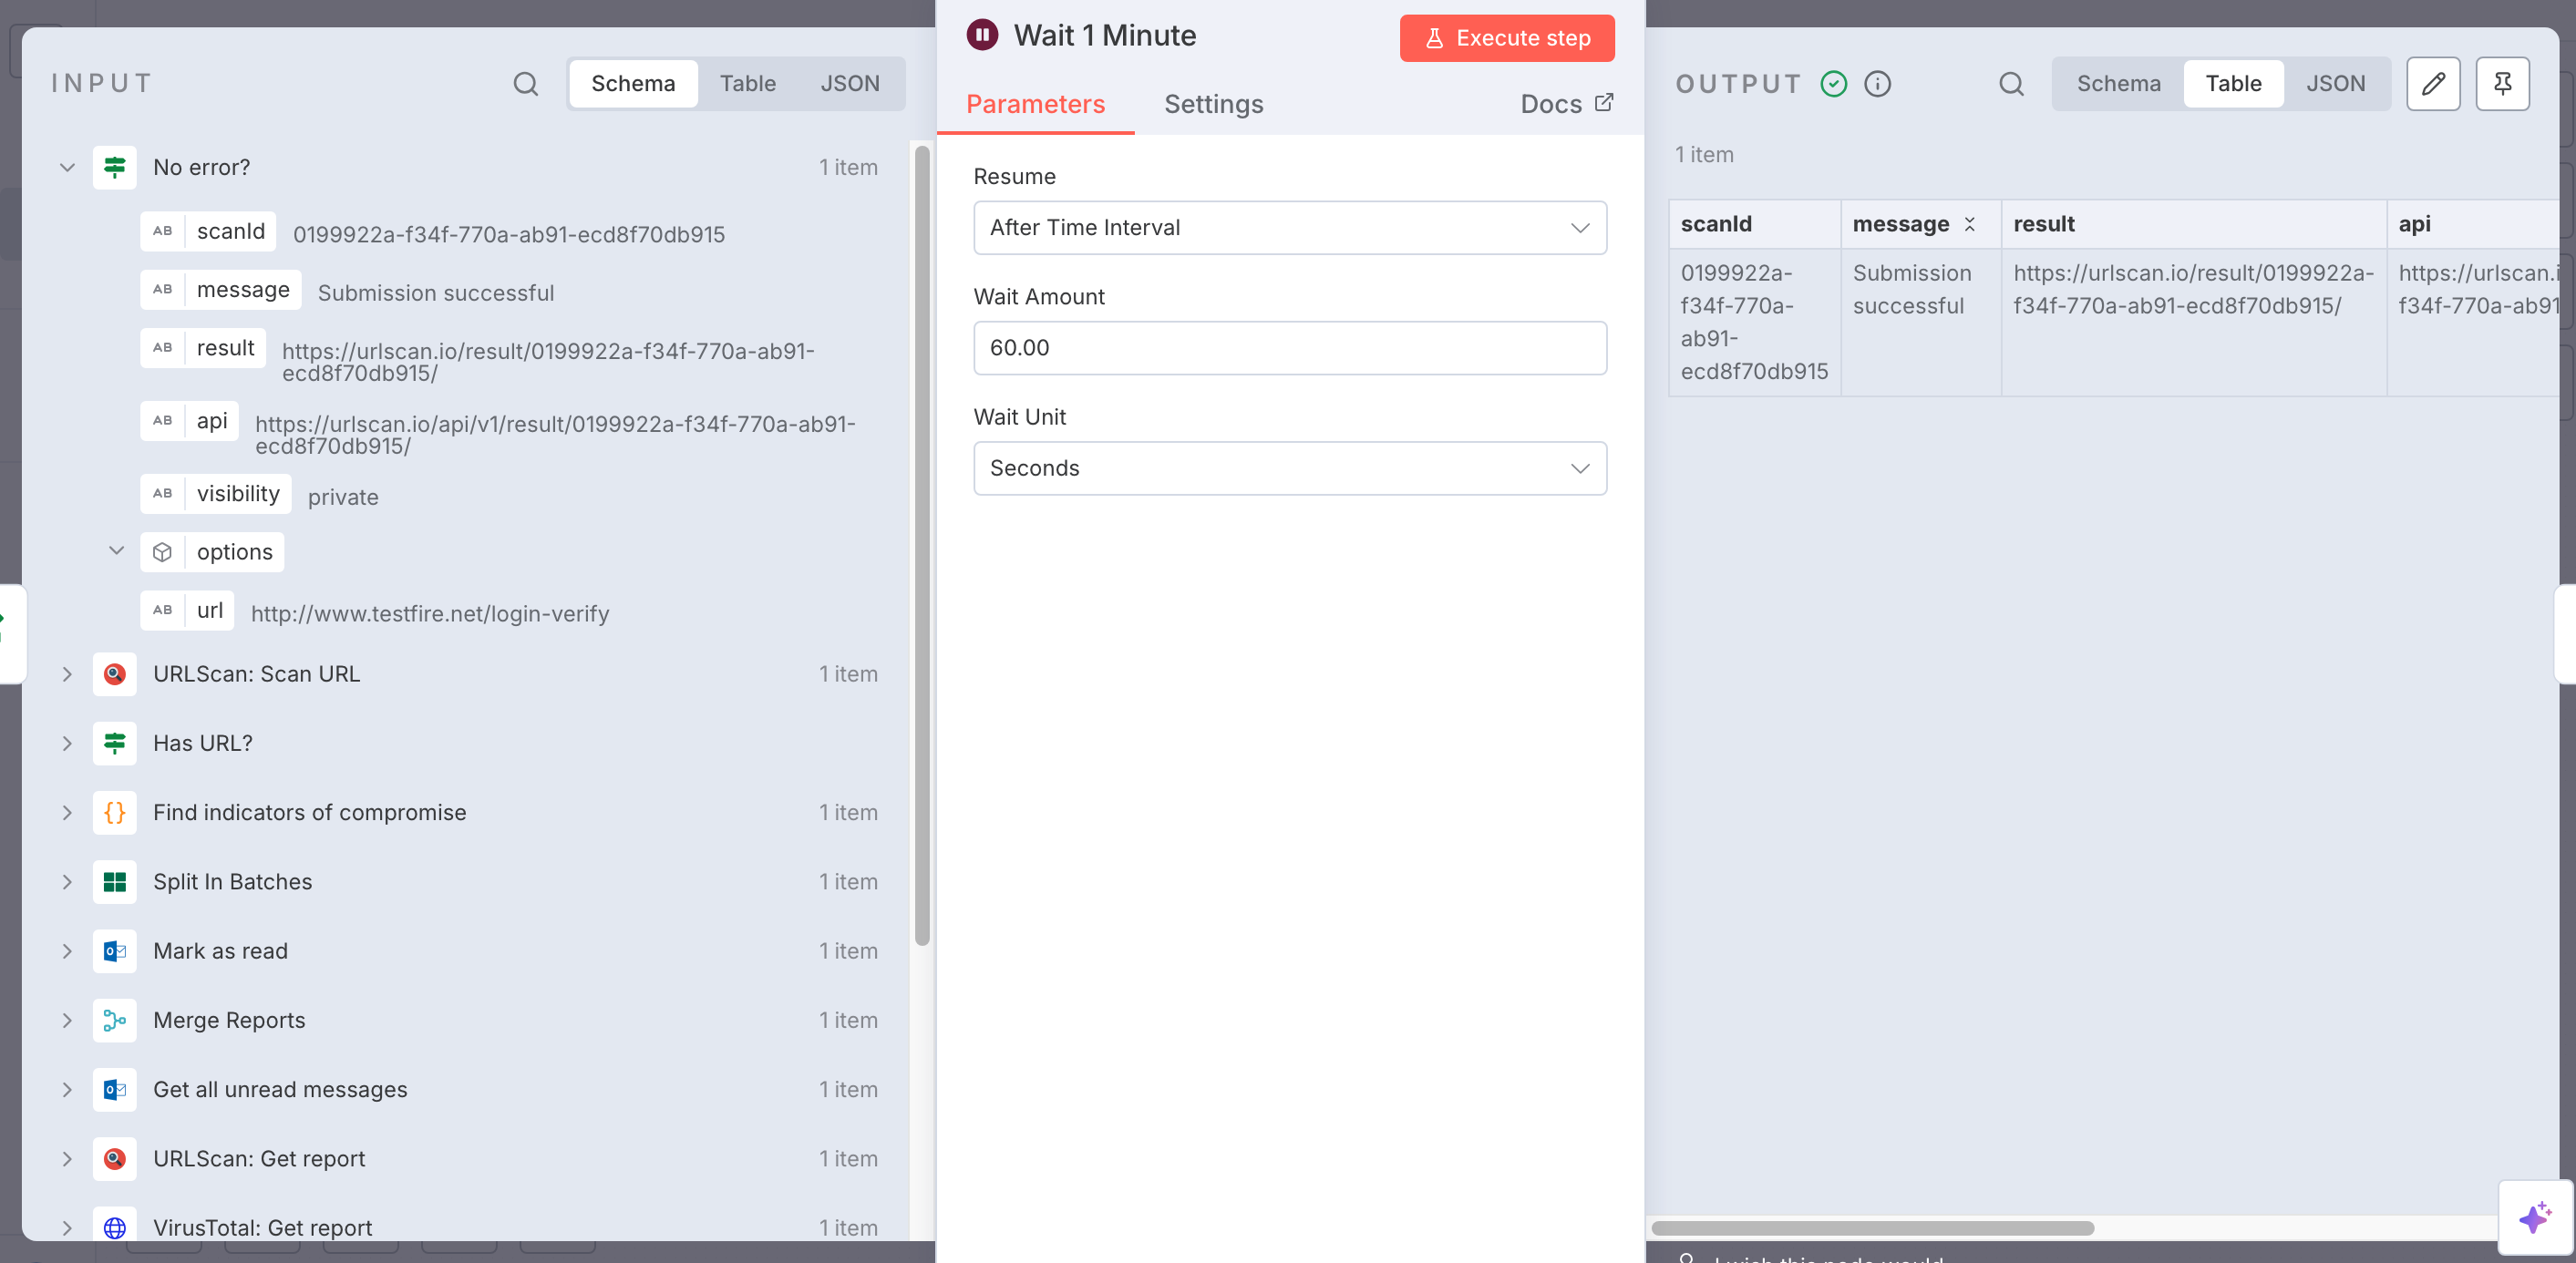 INPUT
Schema
Table
JSON
No error?
1 item
AB scanId 0199922a-f34f-770a-ab91-ecd8f70db915
AB message Submission successful
AB result https://urlscan.io/result/0199922a-f34f-770a-ab91-
ecd8f70db915/
AB api https://urlscan.io/api/v1/result/0199922a-f34f-770a-ab91-
ecd8f70db915/
AB visibility private
options
AB url http://www.testfire.net/login-verify
URLScan: Scan URL
1 item
Has URL?
Find indicators of compromise
1 item
Split In Batches
1 item
Mark as read
1 item
Merge Reports
1 item
Get all unread messages
1 item
URLScan: Get report
1 item
VirusTotal: Get report
1 item
Wait 1 Minute
Execute step
Parameters
Settings
Docs
Resume
After Time Interval
Wait Amount
60.00
Wait Unit
Seconds
OUTPUT
Schema
Table
JSON
1 item
scanId
message
result
api
0199922a-
f34f-770a-
ab91-
ecd8f70db915
Submission
successful
https://urlscan.io/result/0199922a-
f34f-770a-ab91-ecd8f70db915/
https://urlscan.i
f34f-770a-ab91
I wish this node would